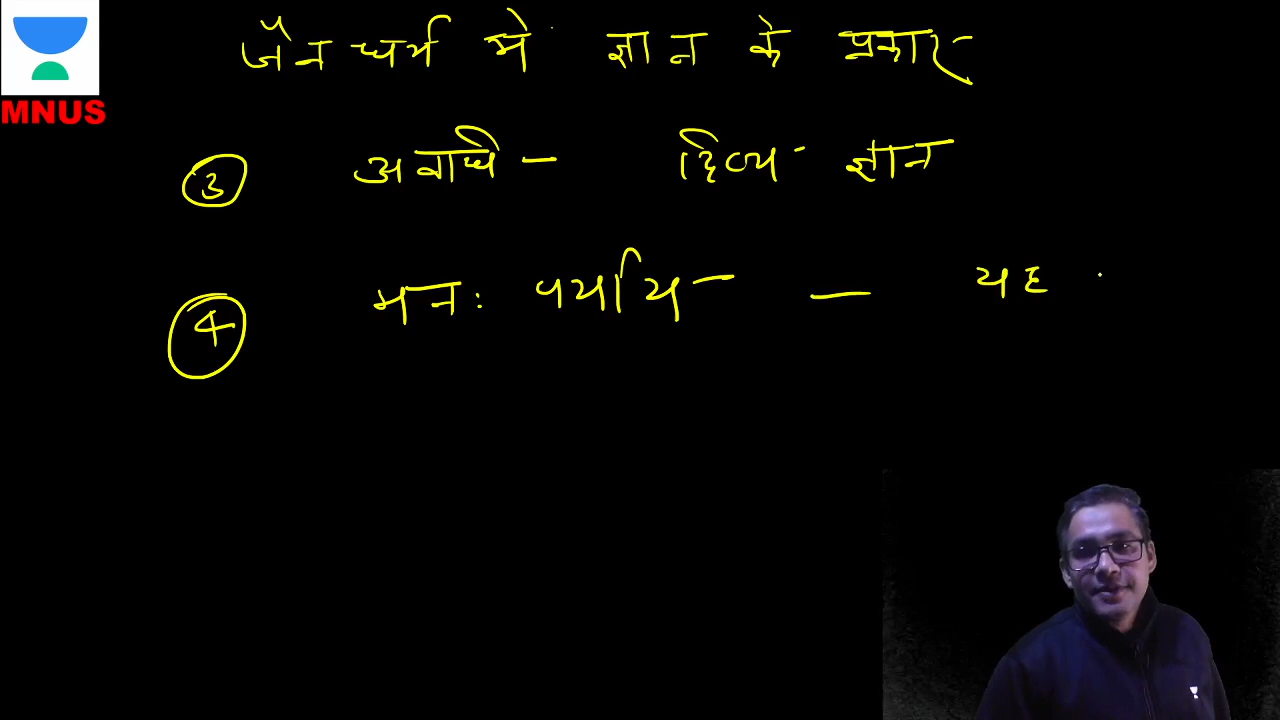 MNUS
जैन धर्म मे ज्ञान के प्रकार
③ अवधि - दिव्य ज्ञान
④ मनः पर्याय - यह